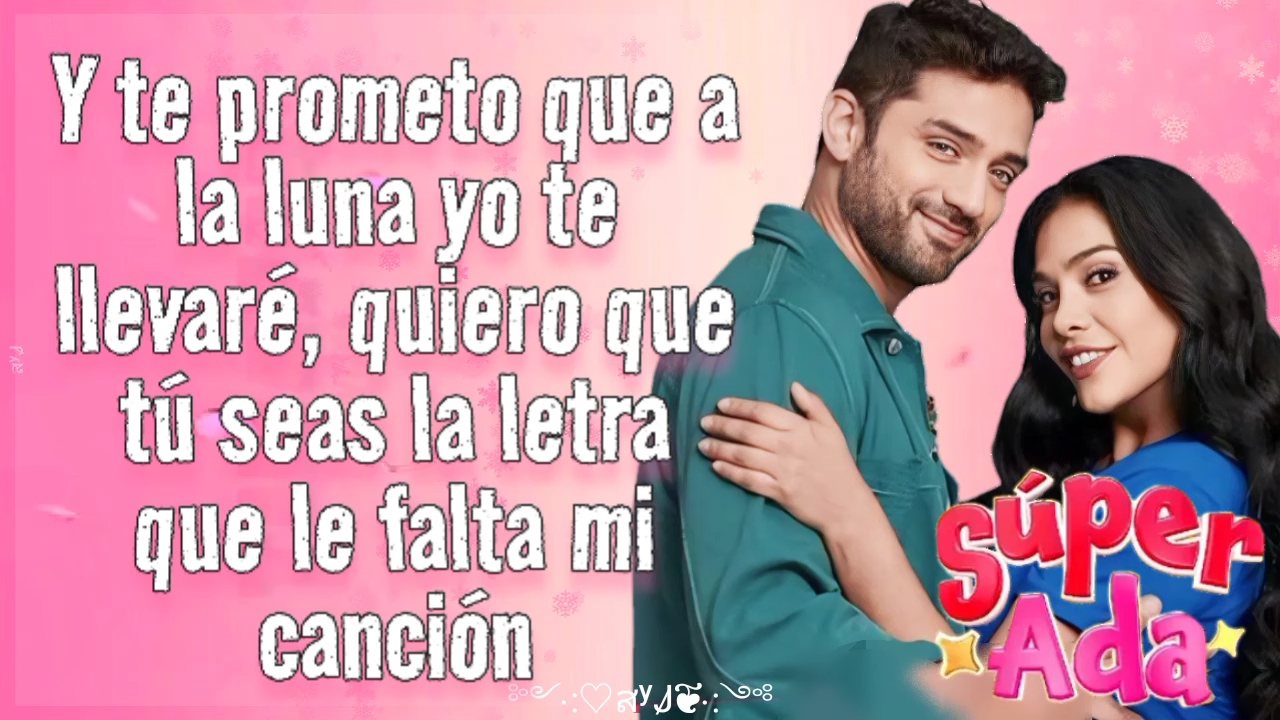 Y te prometo que a
la luna yo te
llevaré, quiero que
tú seas la letra
que le falta mi
canción
Súper
Ada